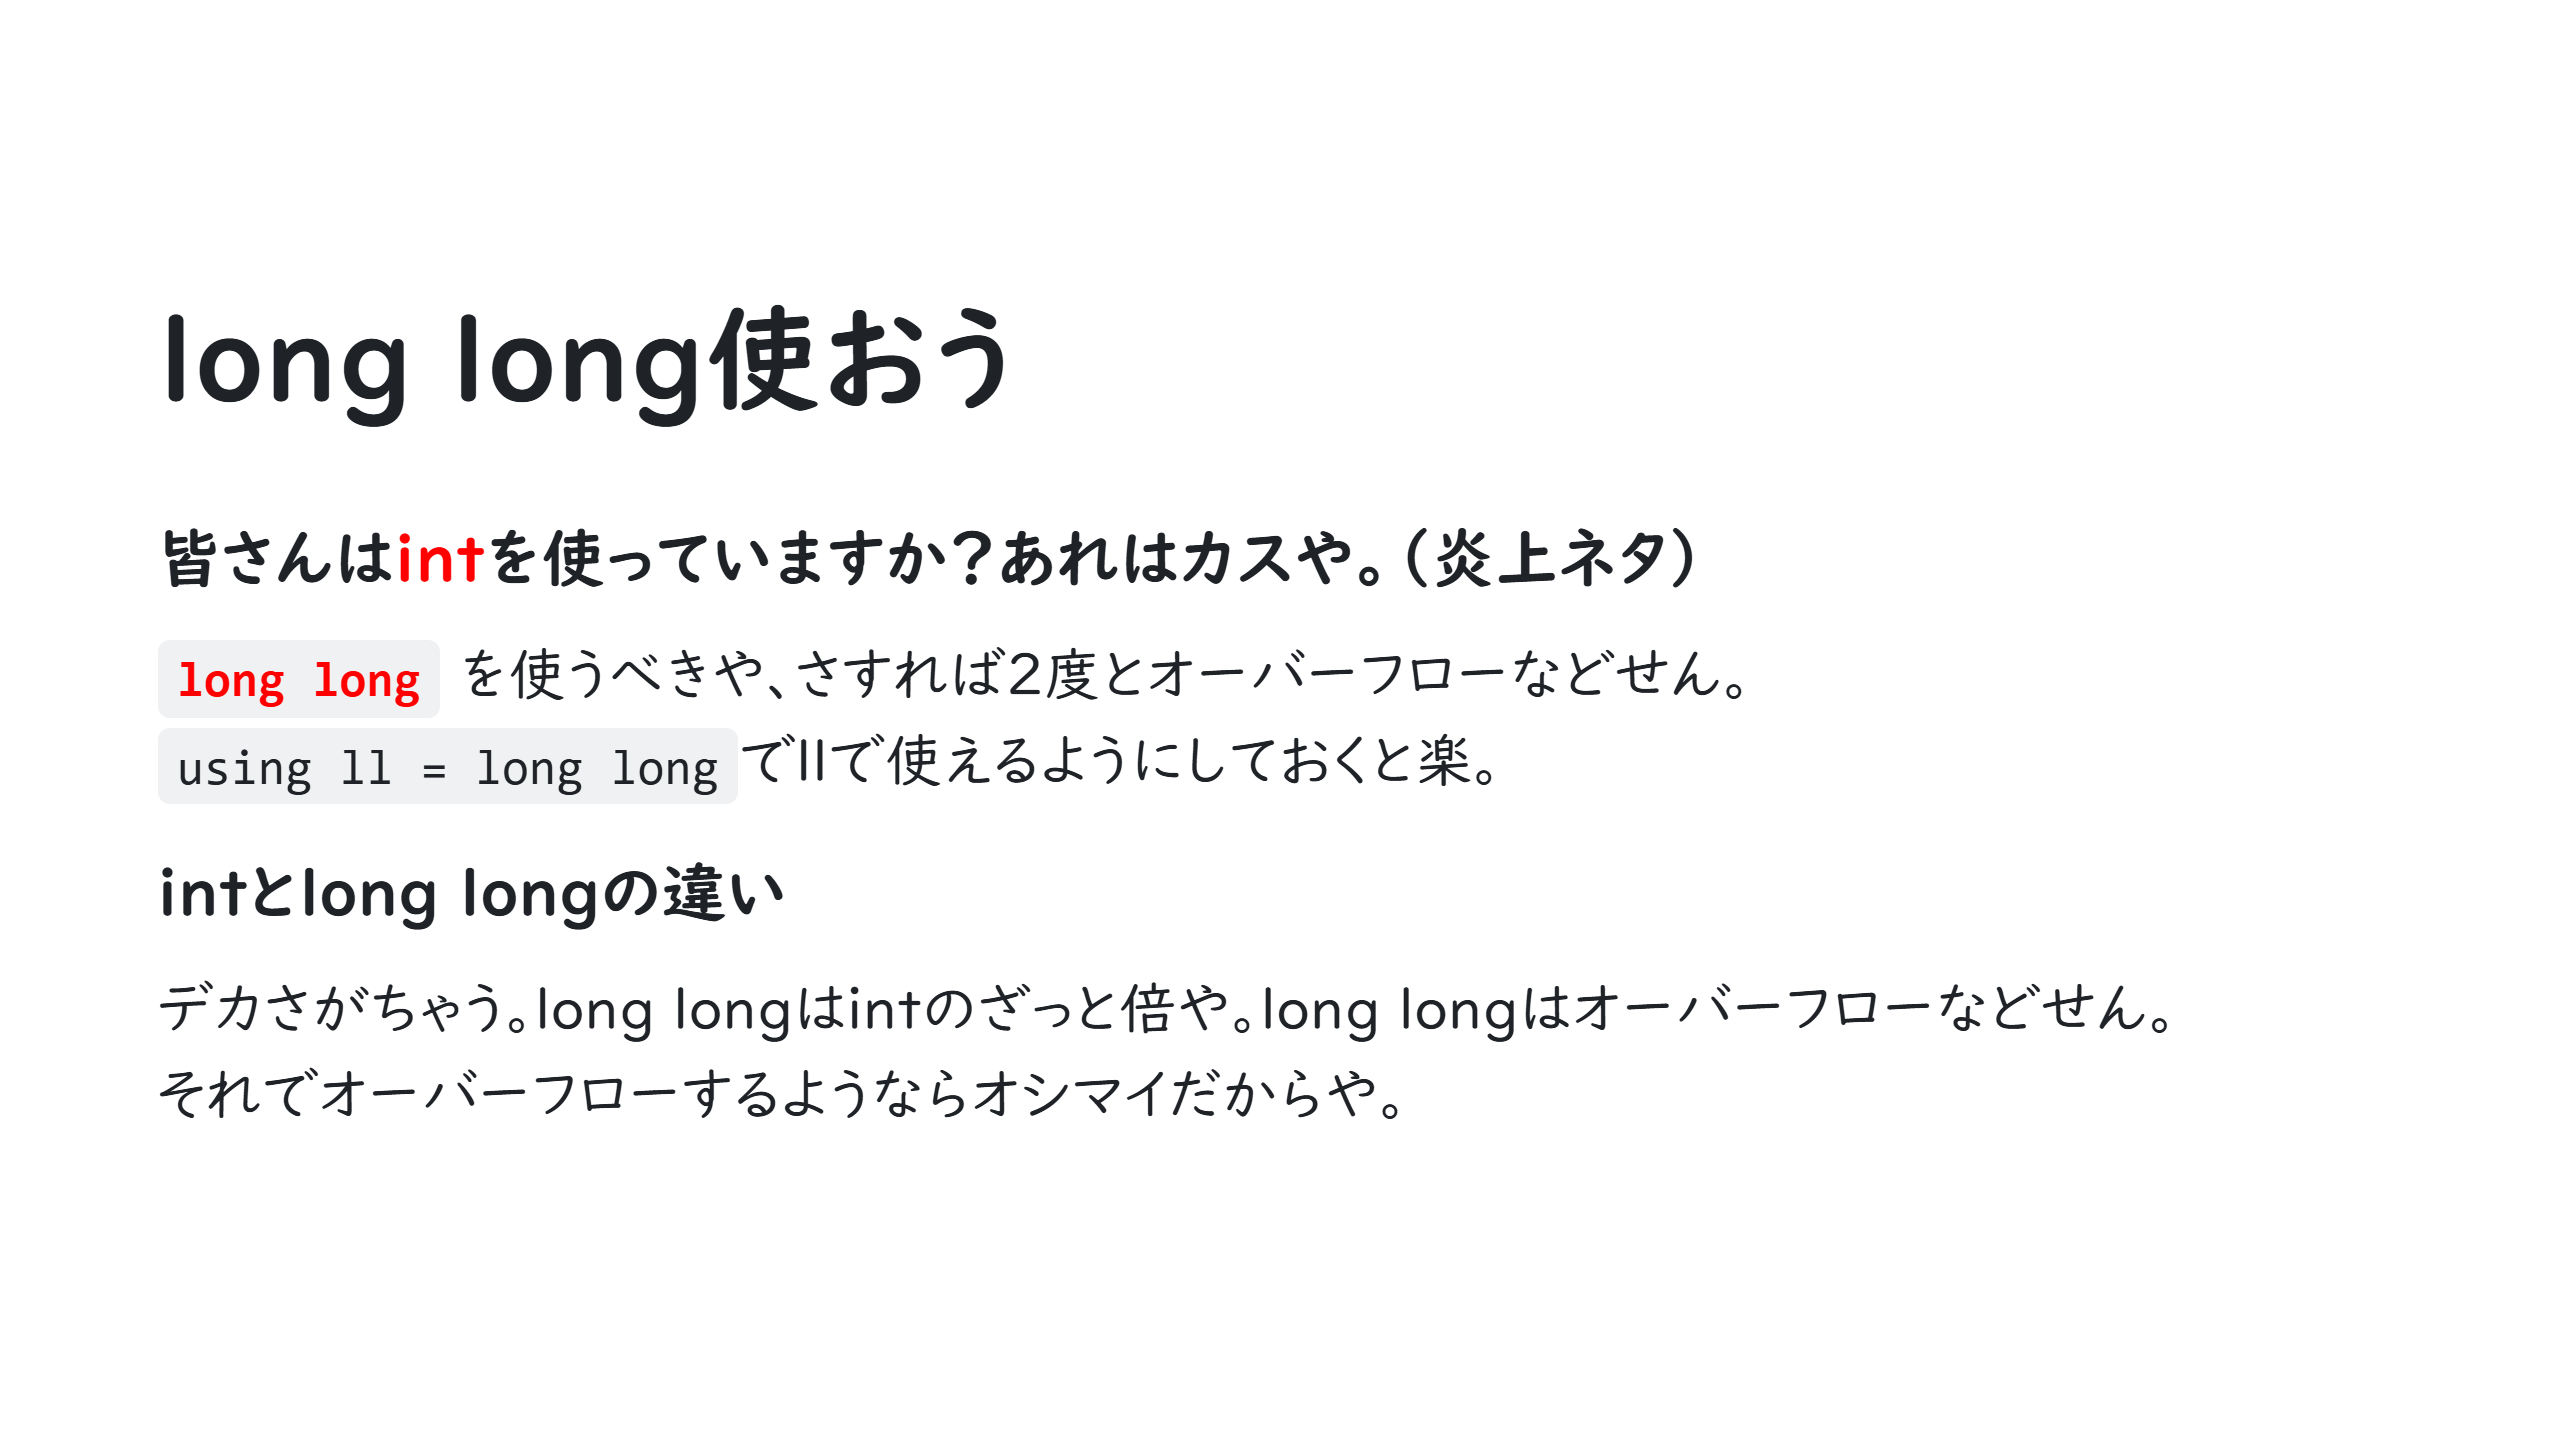 long long使おう
皆さんはintを使っていますか？あれはカスや。（炎上ネタ）
long long を使うべきや、さすれば２度とオーバーフローなどせん。
using ll = long longでllで使えるようにしておくと楽。
intとlong longの違い
デカさがちゃう。long longはintのざっと倍や。long longはオーバーフローなどせん。
それでオーバーフローするようならオシマイだからや。